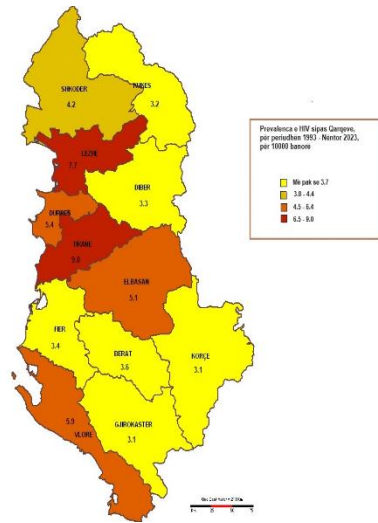 SHKODER
4.2
KUKES
3.2
LEZHE
7.7
DIBER
3.3
DURRES
5.4
TIRANE
9.0
ELBASAN
5.1
FIER
3.4
BERAT
3.6
KORÇE
3.1
5.9
VLORE
GJIROKASTER
3.1
Prevalenca e HIV sipas Qarqeve,
për periudhën 1993 - Nëntor 2023,
për 10000 banorë
Më pak se 3.7
3.8 - 4.4
4.5 - 6.4
6.5 - 9.0